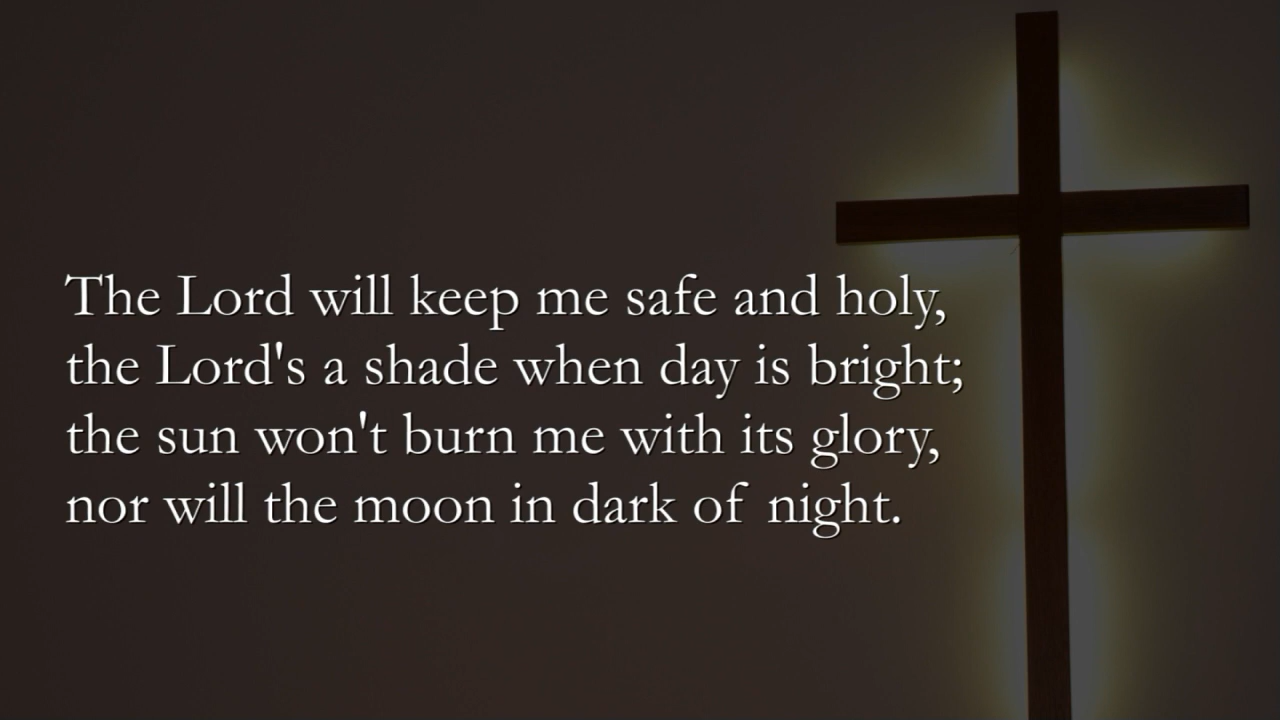 The Lord will keep me safe and holy,
the Lord's a shade when day is bright;
the sun won't burn me with its glory,
nor will the moon in dark of night.